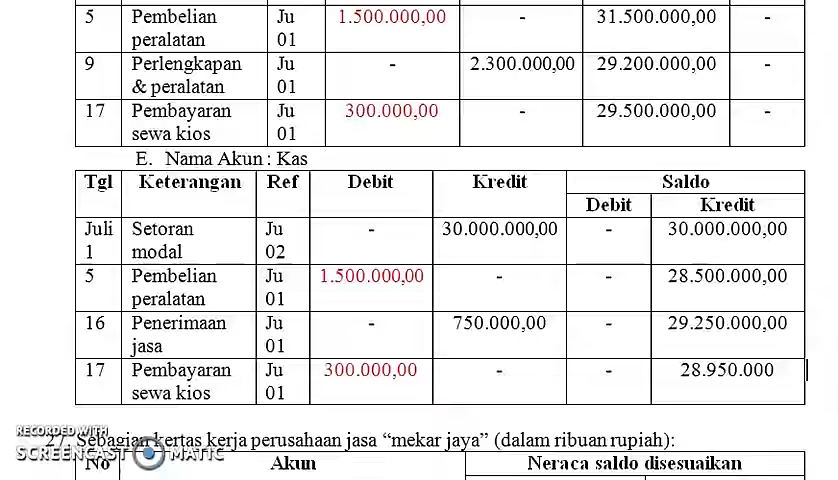 5 Pembelian Ju 1.500.000,00 - 31.500.000,00 -
peralatan 01
9 Perlengkapan Ju - 2.300.000,00 29.200.000,00 -
& peralatan 01
17 Pembayaran Ju 300.000,00 - 29.500.000,00 -
sewa kios 01
E. Nama Akun : Kas
Tgl Keterangan Ref Debit Kredit Saldo
Debit Kredit
Juli Setoran Ju - 30.000.000,00 - 30.000.000,00
1 modal 02
5 Pembelian Ju 1.500.000,00 - - 28.500.000,00
peralatan 01
16 Penerimaan Ju - 750.000,00 - 29.250.000,00
jasa 01
17 Pembayaran Ju 300.000,00 - - 28.950.000
sewa kios 01
RECORDED WITH
SCREENCAST MATIC
27. Sebagian kertas kerja perusahaan jasa “mekar jaya” (dalam ribuan rupiah):
No Akun Neraca saldo disesuaikan